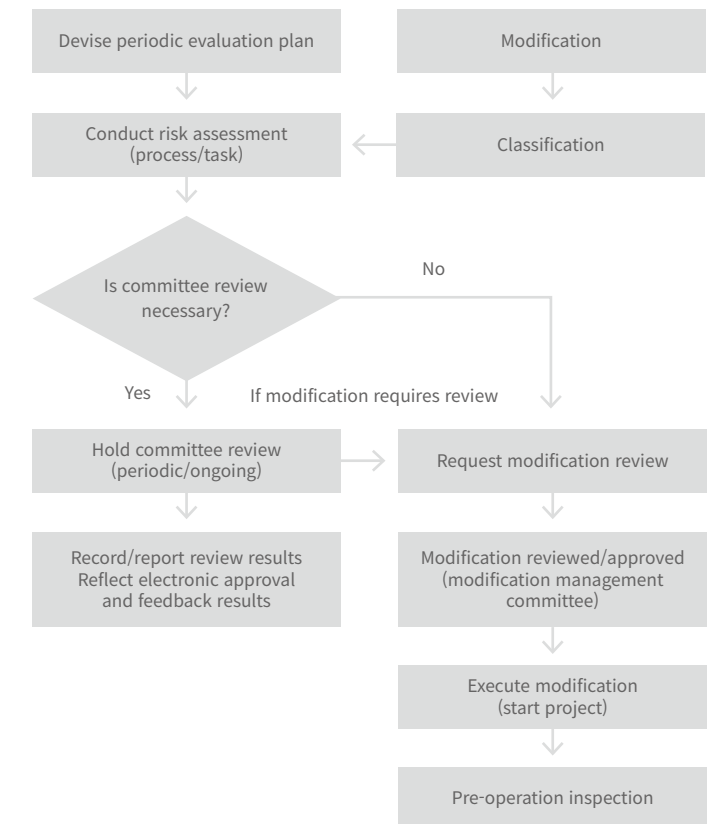 Devise periodic evaluation plan
Modification
Conduct risk assessment
(process/task)
Classification
Is committee review
necessary?
No
Yes
If modification requires review
Hold committee review
(periodic/ongoing)
Request modification review
Record/report review results
Reflect electronic approval
and feedback results
Modification reviewed/approved
(modification management
committee)
Execute modification
(start project)
Pre-operation inspection